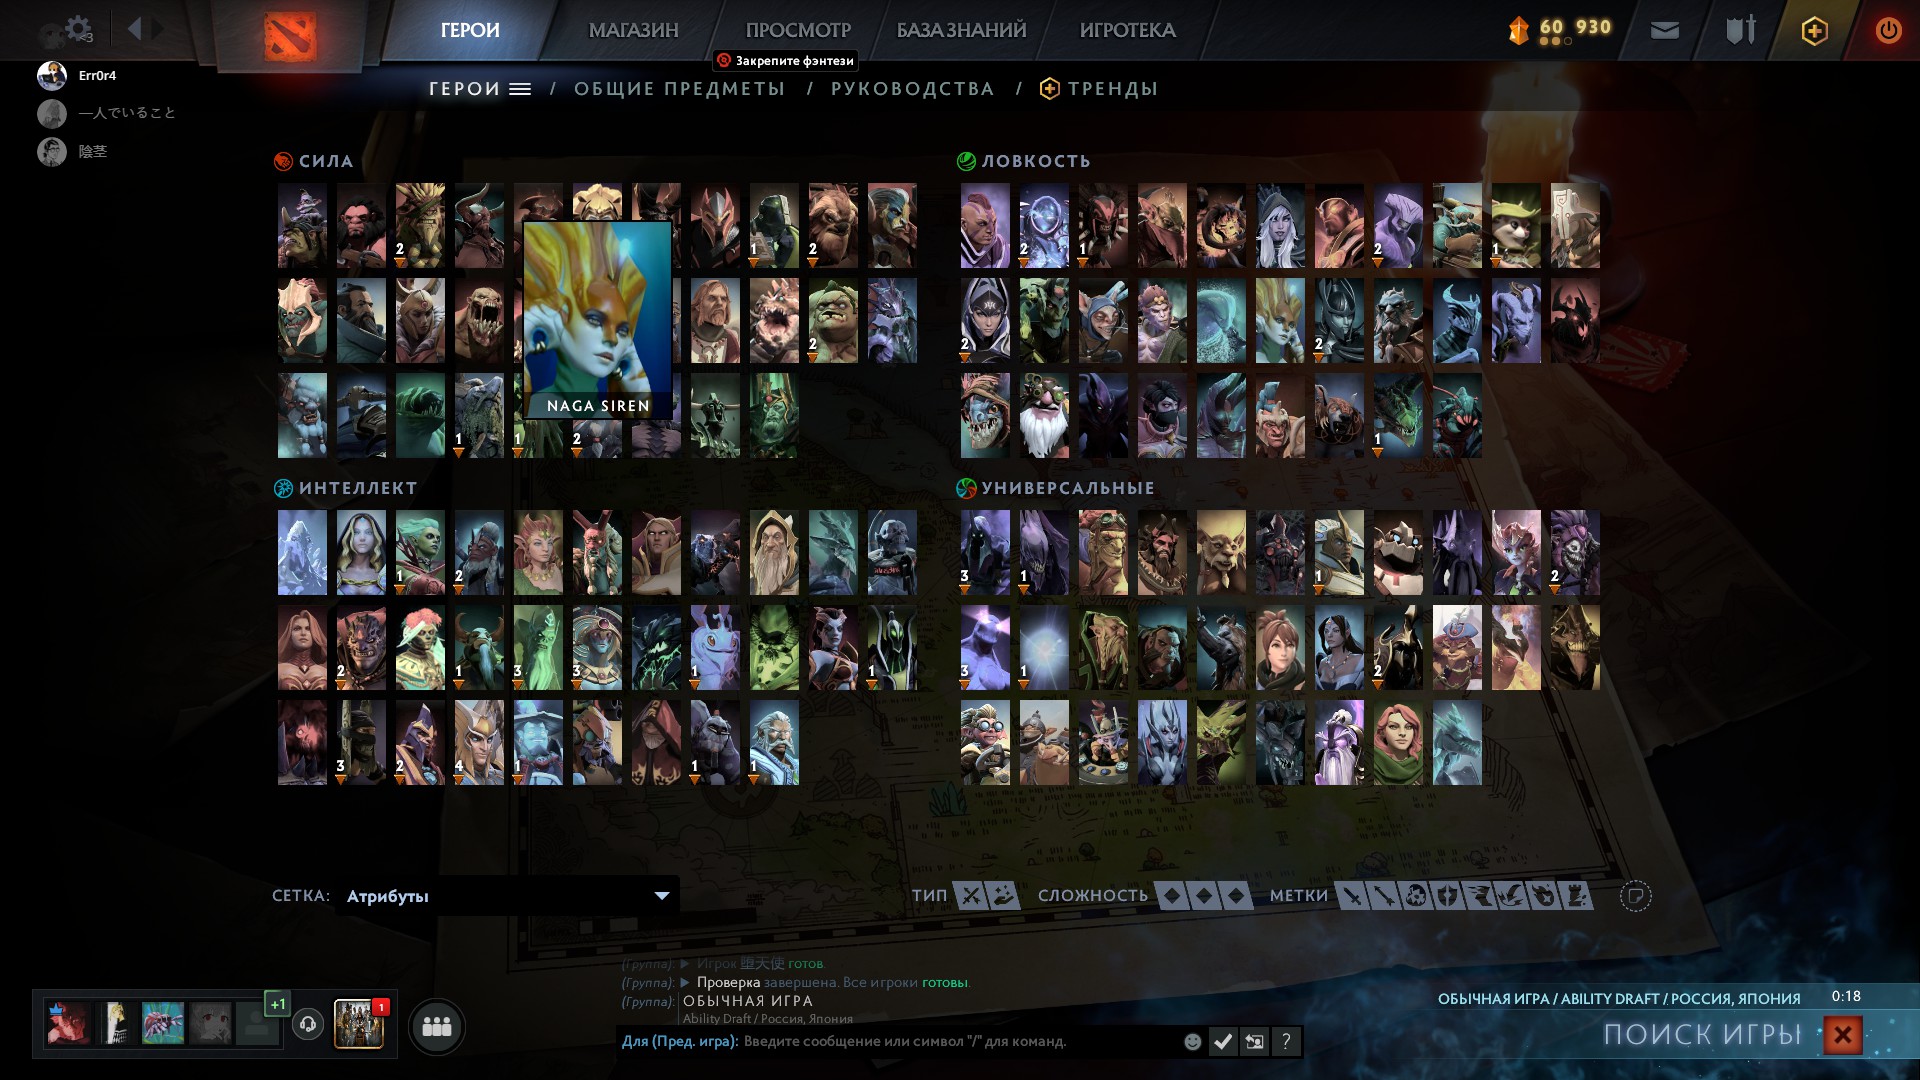 <3
ГЕРОИ
МАГАЗИН
ПРОСМОТР
БАЗА ЗНАНИЙ
ИГРОТЕКА
60 930
Закрепите фэнтези
Err0r4
一人でいること
陰茎
ГЕРОИ / ОБЩИЕ ПРЕДМЕТЫ / РУКОВОДСТВА / ТРЕНДЫ
СИЛА
2 1 2
2
NAGA SIREN
1 1 2
ЛОВКОСТЬ
2 1 2 1
2 2
1
ИНТЕЛЛЕКТ
1 2
2 1 3 3 1 1
3 2 4 1 1 1
УНИВЕРСАЛЬНЫЕ
3 1 1 2
3 1 2
СЕТКА: Атрибуты
ТИП
СЛОЖНОСТЬ
МЕТКИ
(Группа): Игрок 堕天使 готов.
(Группа): Проверка завершена. Все игроки готовы.
(Группа): ОБЫЧНАЯ ИГРА
Ability Draft / Россия, Япония
Для (Пред. игра): Введите сообщение или символ "/" для команд.
?
+1
1
ОБЫЧНАЯ ИГРА / ABILITY DRAFT / РОССИЯ, ЯПОНИЯ
0:18
ПОИСК ИГРЫ